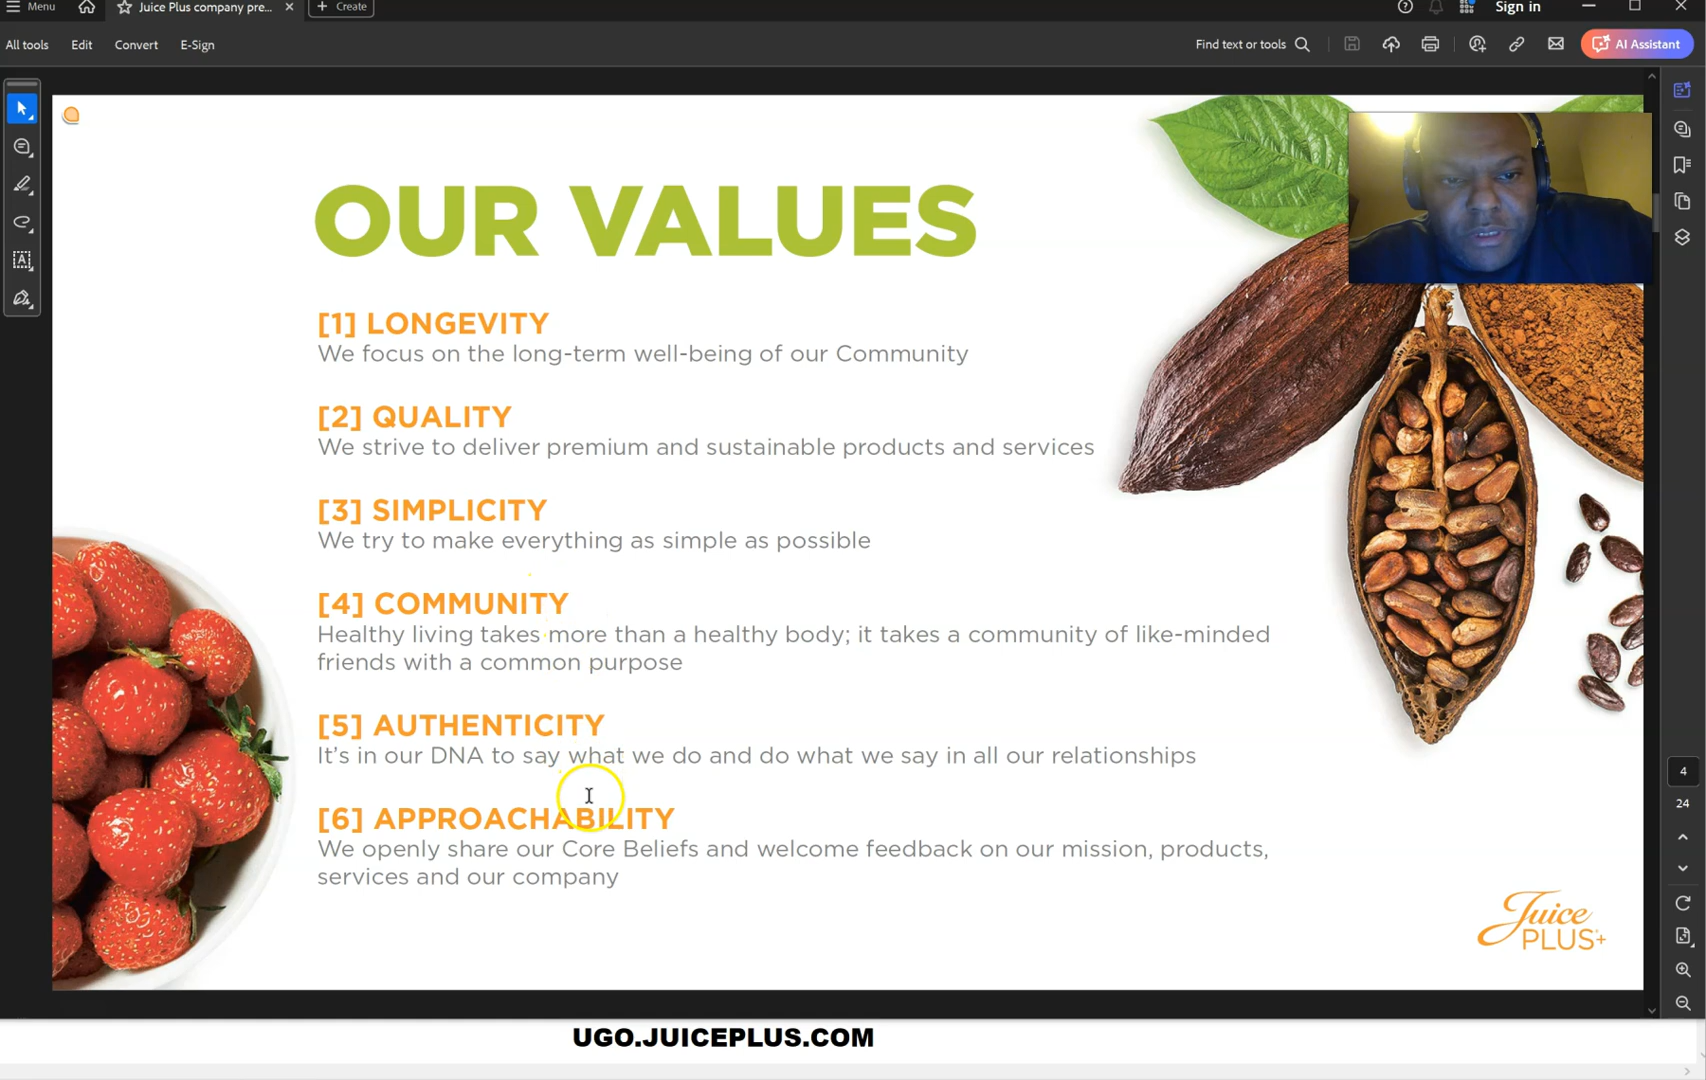 Menu
Juice Plus company pre...
Create
Sign in
All tools
Edit
Convert
E-Sign
Find text or tools
AI Assistant
OUR VALUES
[1] LONGEVITY
We focus on the long-term well-being of our Community
[2] QUALITY
We strive to deliver premium and sustainable products and services
[3] SIMPLICITY
We try to make everything as simple as possible
[4] COMMUNITY
Healthy living takes more than a healthy body; it takes a community of like-minded
friends with a common purpose
[5] AUTHENTICITY
It's in our DNA to say what we do and do what we say in all our relationships
[6] APPROACHABILITY
We openly share our Core Beliefs and welcome feedback on our mission, products,
services and our company
Juice
PLUS+
4
24
UGO.JUICEPLUS.COM